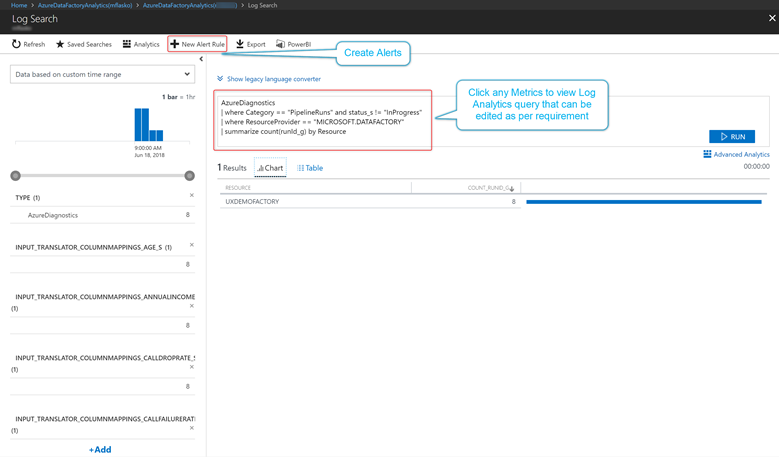 Home > AzureDataFactoryAnalytics(mflasko) > AzureDataFactoryAnalytics( > Log Search
Log Search
Refresh Saved Searches Analytics New Alert Rule Export PowerBI
Create Alerts
Data based on custom time range
1 bar = 1hr
9:00:00 AM
Jun 18, 2018
TYPE (1)
AzureDiagnostics 8
INPUT_TRANSLATOR_COLUMNMAPPINGS_AGE_S (1)
8
INPUT_TRANSLATOR_COLUMNMAPPINGS_ANNUALINCOME
(1)
8
INPUT_TRANSLATOR_COLUMNMAPPINGS_CALLDROPRATE_S
(1)
8
INPUT_TRANSLATOR_COLUMNMAPPINGS_CALLFAILURERATE
(1)
+Add
Show legacy language converter
AzureDiagnostics
| where Category == "PipelineRuns" and status_s != "InProgress"
| where ResourceProvider == "MICROSOFT.DATAFACTORY"
| summarize count(runId_g) by Resource
Click any Metrics to view Log
Analytics query that can be
edited as per requirement
RUN
Advanced Analytics
1 Results Chart Table
00:00:00
RESOURCE COUNT_RUNID_G
UXDEMOFACTORY 8